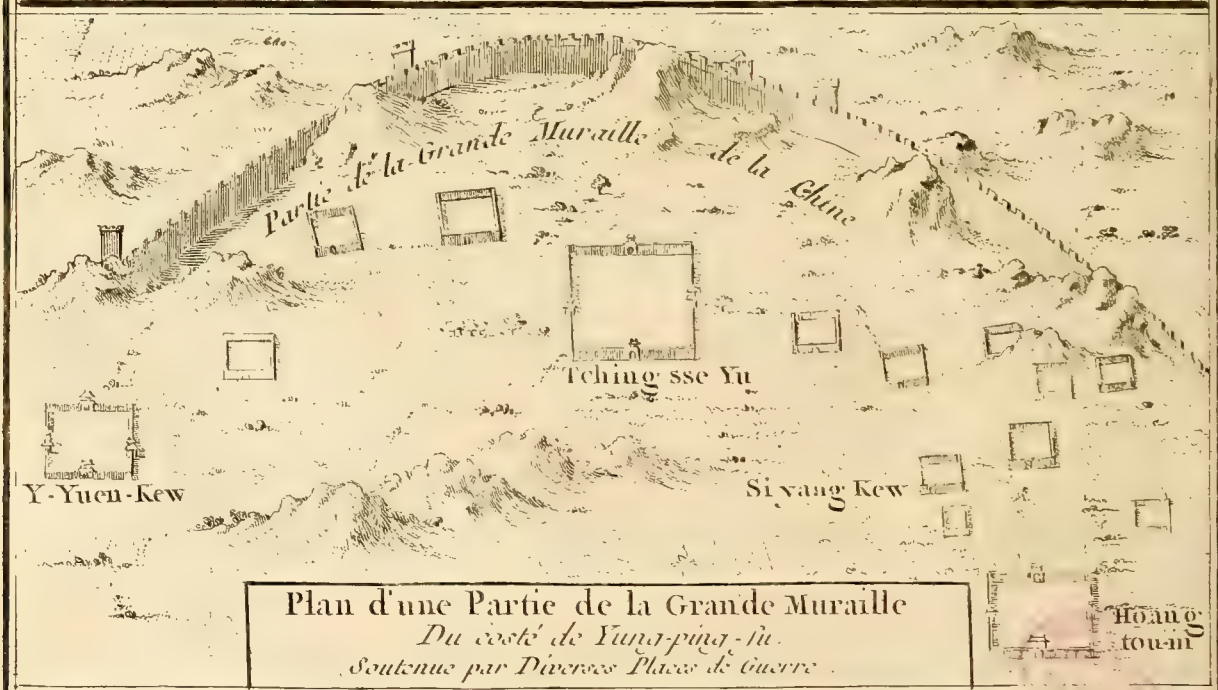 Partie de la Grande Muraille de la Chine
Tching sse Yu
Y-Yuen-Kew
Si yang Kew
Hoang
tou-in
Plan d'une Partie de la Grande Muraille
Du costé de Yung-ping-fu.
Soutenue par Diverses Places de Guerre.